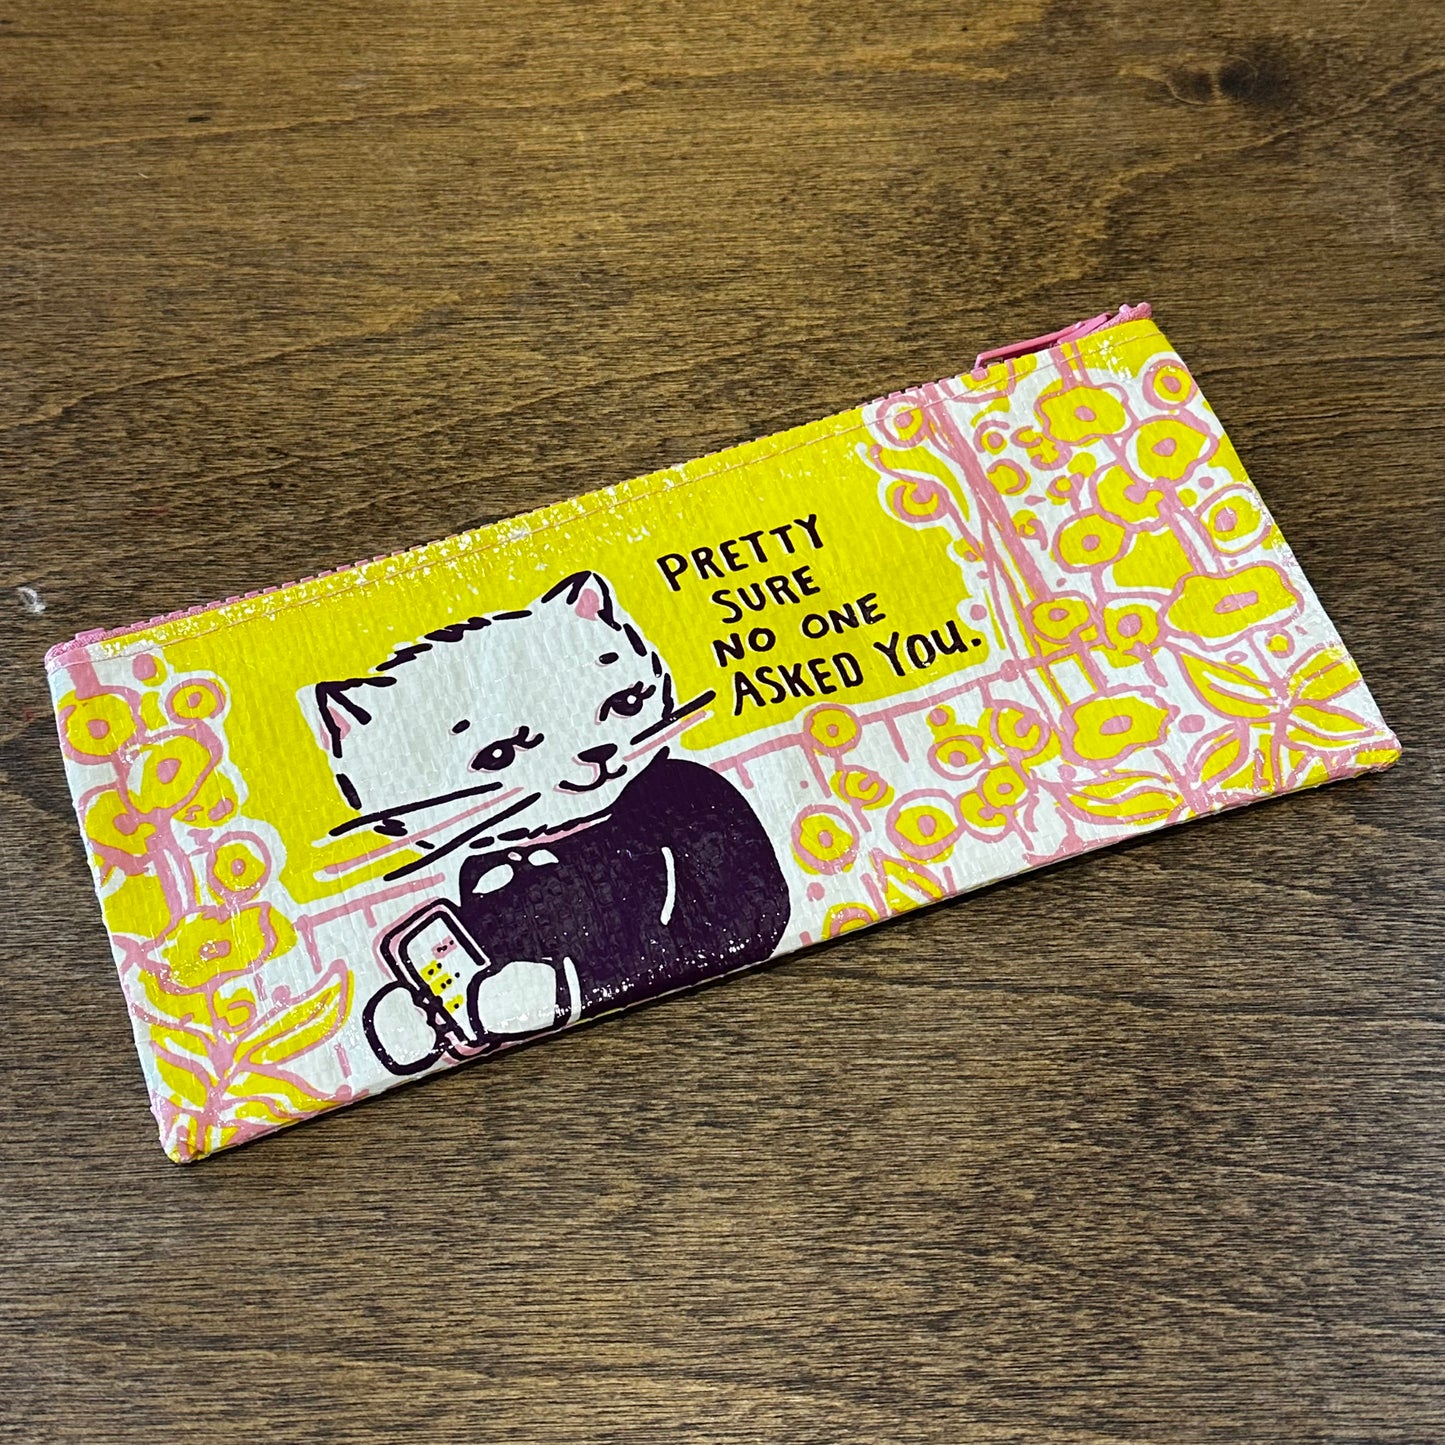 PRETTY
SURE
NO ONE
ASKED YOU.